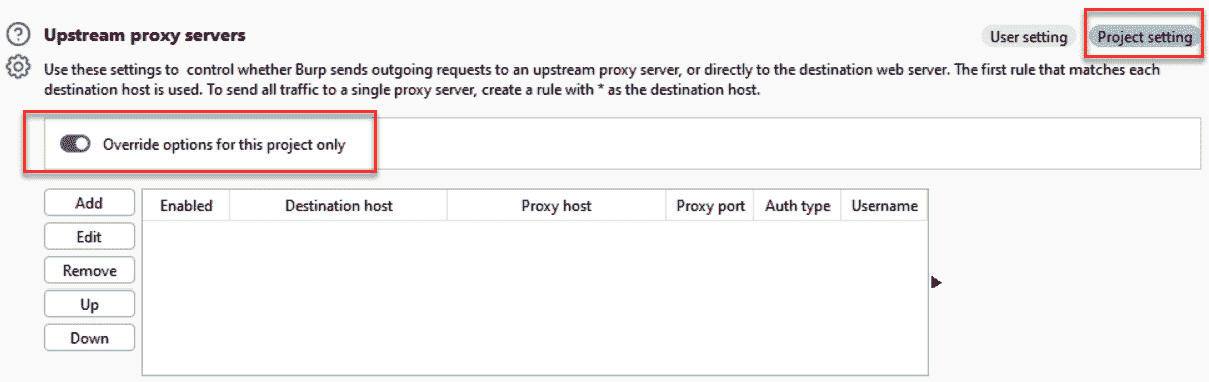 Upstream proxy servers
User setting
Project setting
Use these settings to control whether Burp sends outgoing requests to an upstream proxy server, or directly to the destination web server. The first rule that matches each
destination host is used. To send all traffic to a single proxy server, create a rule with * as the destination host.
Override options for this project only
Add
Edit
Remove
Up
Down
Enabled
Destination host
Proxy host
Proxy port
Auth type
Username